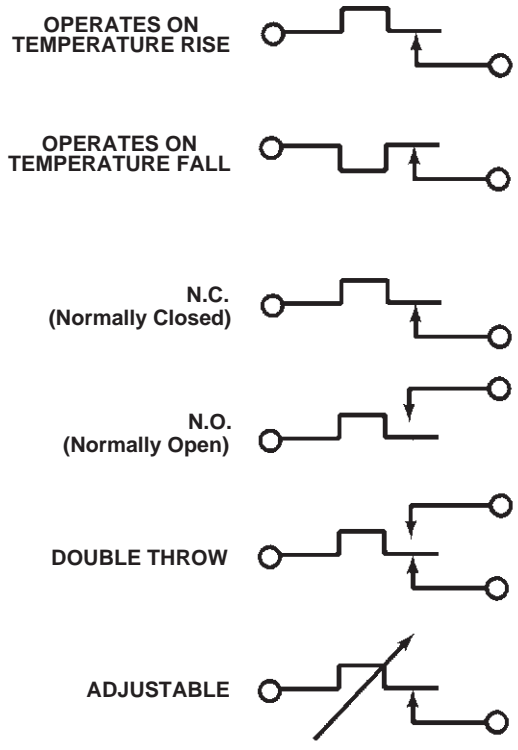 OPERATES ON
TEMPERATURE RISE
OPERATES ON
TEMPERATURE FALL
N.C.
(Normally Closed)
N.O.
(Normally Open)
DOUBLE THROW
ADJUSTABLE